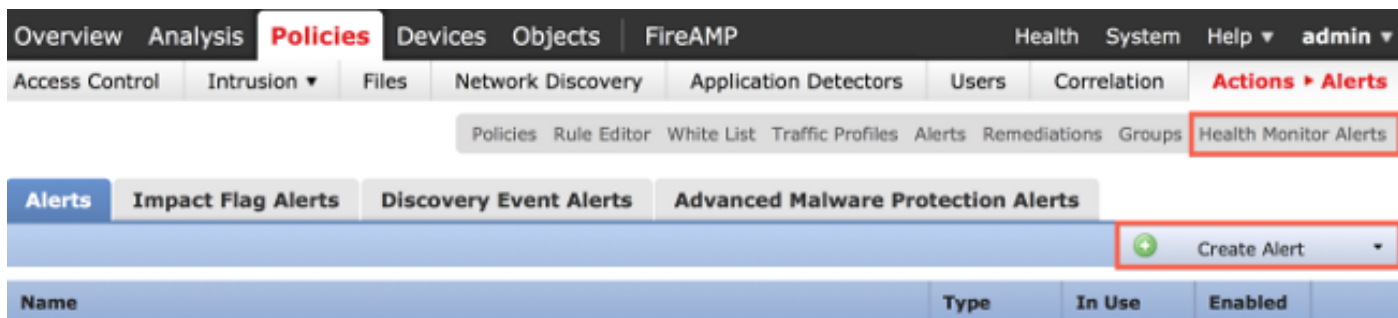 Overview Analysis Policies Devices Objects FireAMP Health System Help ▾ admin ▾
Access Control Intrusion ▾ Files Network Discovery Application Detectors Users Correlation Actions ▸ Alerts
Policies Rule Editor White List Traffic Profiles Alerts Remediations Groups Health Monitor Alerts
Alerts Impact Flag Alerts Discovery Event Alerts Advanced Malware Protection Alerts
Create Alert
Name Type In Use Enabled